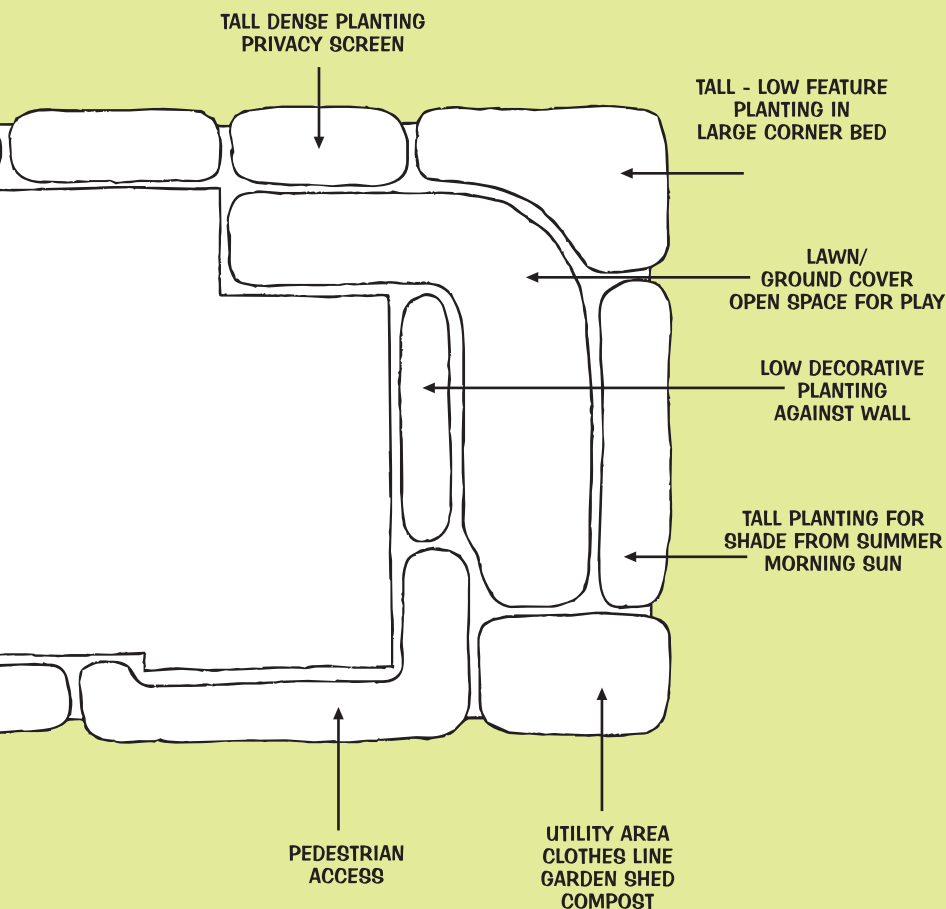 TALL DENSE PLANTING
PRIVACY SCREEN
TALL - LOW FEATURE
PLANTING IN
LARGE CORNER BED
LAWN/
GROUND COVER
OPEN SPACE FOR PLAY
LOW DECORATIVE
PLANTING
AGAINST WALL
TALL PLANTING FOR
SHADE FROM SUMMER
MORNING SUN
PEDESTRIAN
ACCESS
UTILITY AREA
CLOTHES LINE
GARDEN SHED
COMPOST